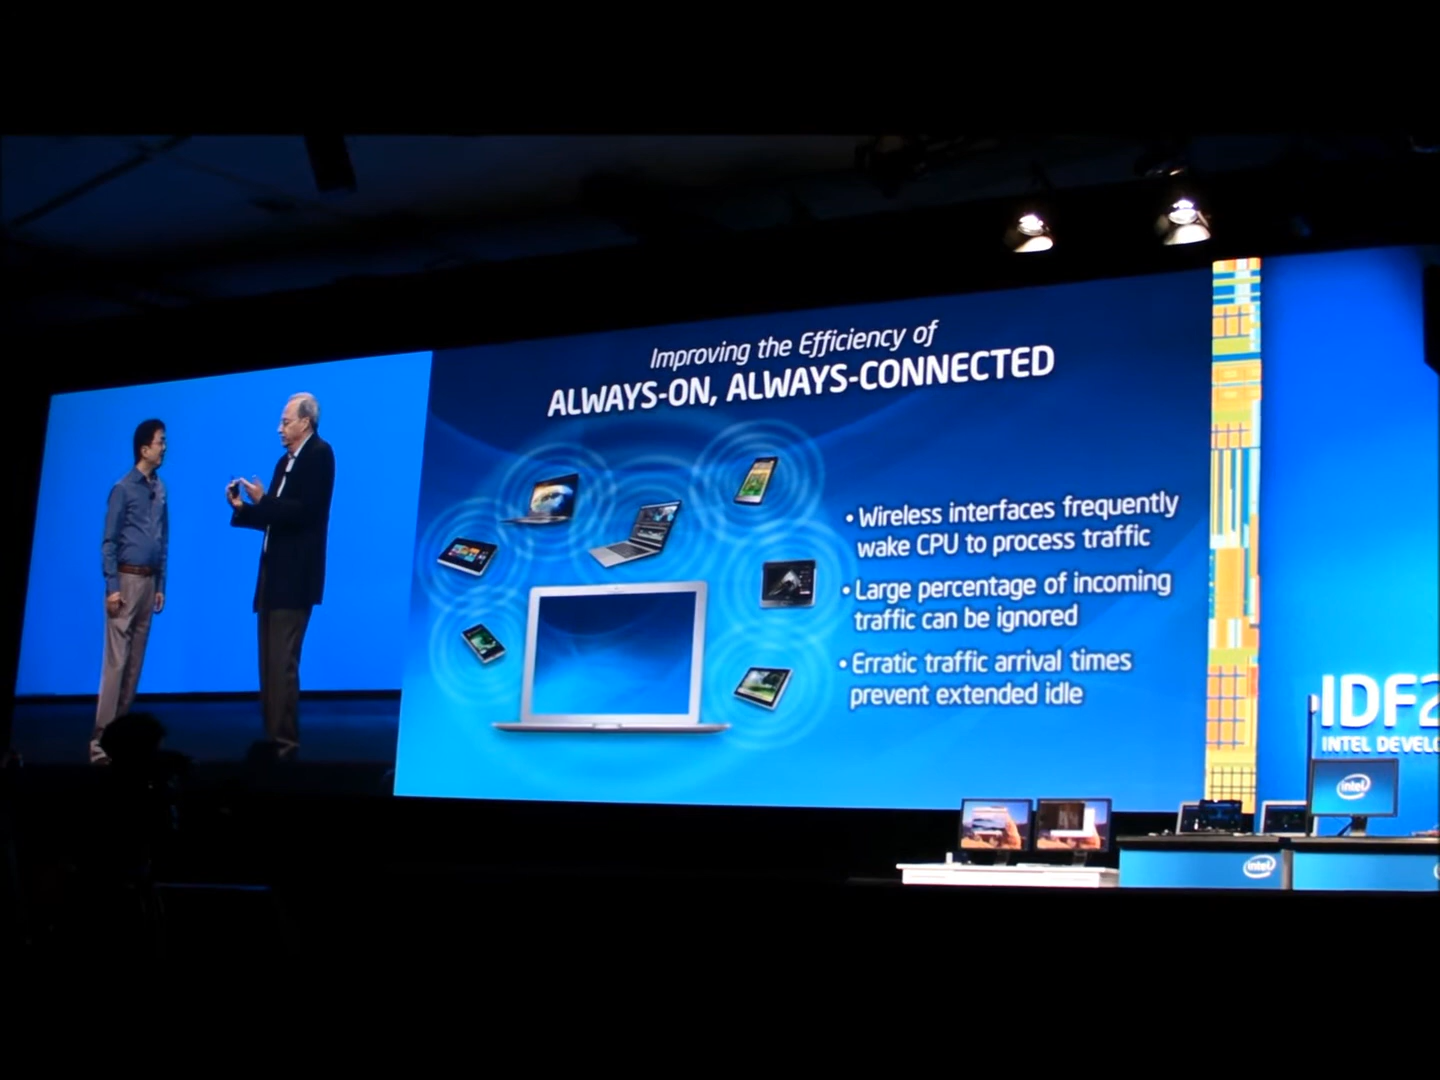 Improving the Efficiency of
ALWAYS-ON, ALWAYS-CONNECTED
• Wireless interfaces frequently
wake CPU to process traffic
• Large percentage of incoming
traffic can be ignored
• Erratic traffic arrival times
prevent extended idle
IDF2
INTEL DEVELO
intel
intel